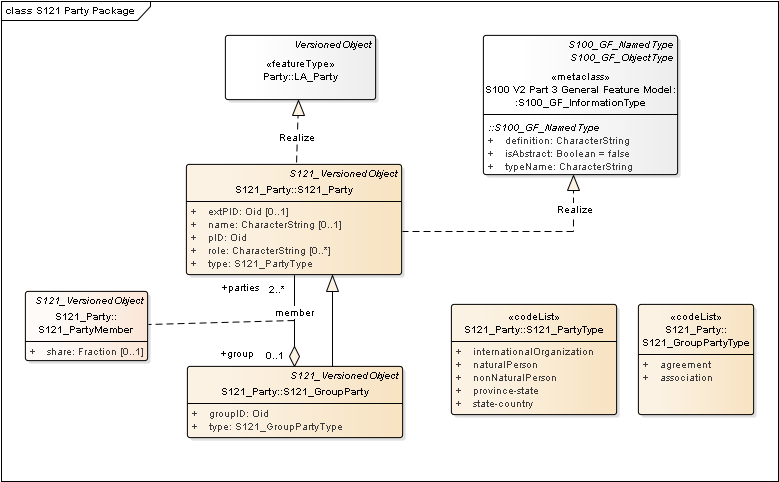 class S121 Party Package
VersionedObject
«featureType»
Party::LA_Party
S100_GF_NamedType
S100_GF_ObjectType
«metaclass»
S100 V2 Part 3 General Feature Model:
:S100_GF_InformationType
::S100_GF_NamedType
+ definition: CharacterString
+ isAbstract: Boolean = false
+ typeName: CharacterString
Realize
S121_VersionedObject
S121_Party::S121_Party
+ extPID: Oid [0..1]
+ name: CharacterString [0..1]
+ pID: Oid
+ role: CharacterString [0..*]
+ type: S121_PartyType
Realize
+parties 2..*
member
+group 0..1
S121_VersionedObject
S121_Party::
S121_PartyMember
+ share: Fraction [0..1]
S121_VersionedObject
S121_Party::S121_GroupParty
+ groupID: Oid
+ type: S121_GroupPartyType
«codeList»
S121_Party::S121_PartyType
+ internationalOrganization
+ naturalPerson
+ nonNaturalPerson
+ province-state
+ state-country
«codeList»
S121_Party::
S121_GroupPartyType
+ agreement
+ association